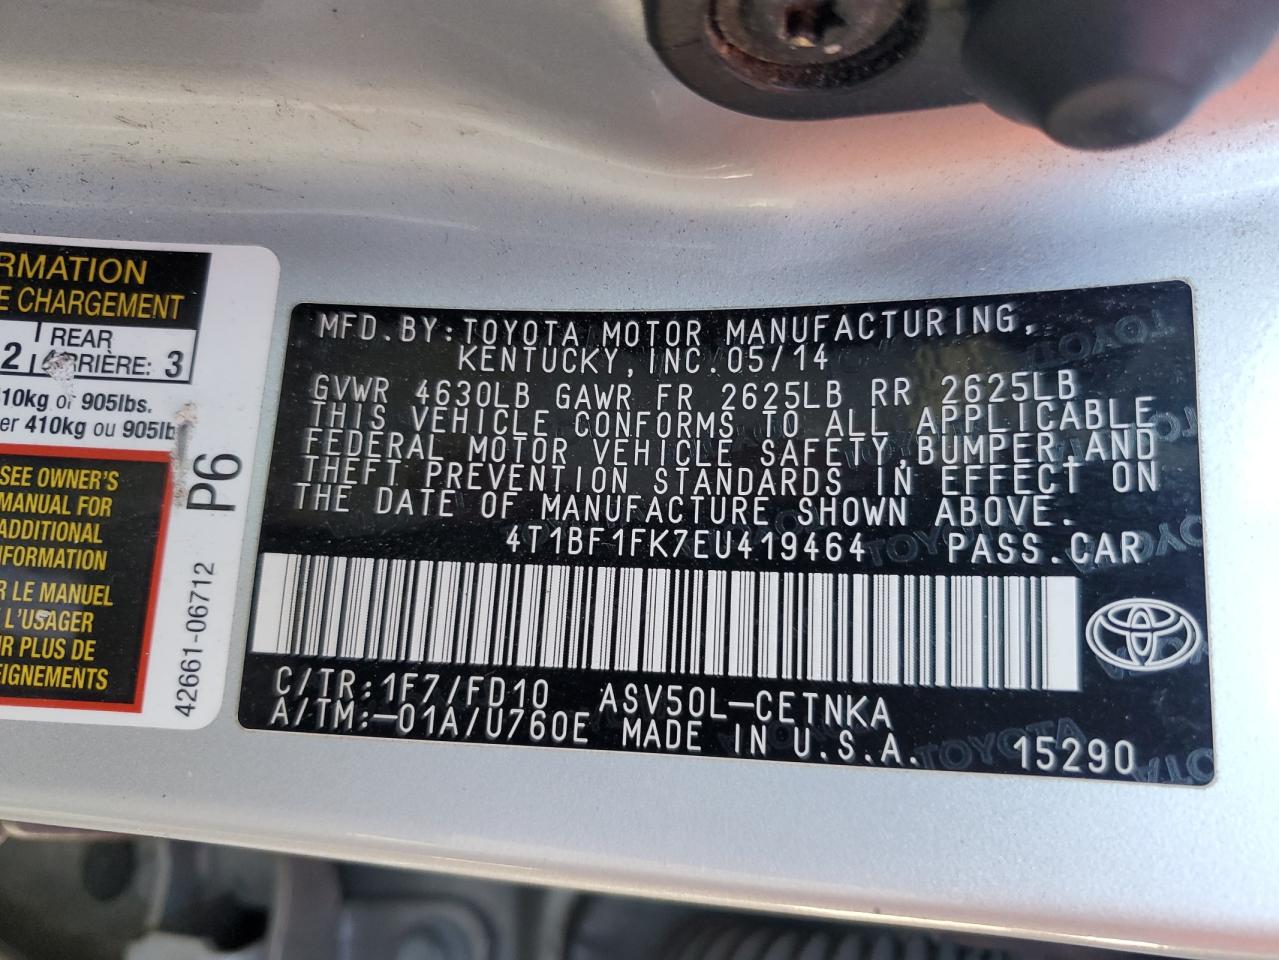 RMATION
E CHARGEMENT
2 REAR
ARRIÈRE: 3
10kg or 905lbs.
er 410kg ou 905lb
SEE OWNER'S
MANUAL FOR
ADDITIONAL
NFORMATION
R LE MANUEL
L'USAGER
R PLUS DE
EIGNEMENTS
P6
42661-06712
MFD.BY:TOYOTA MOTOR MANUFACTURING,
KENTUCKY,INC.05/14
GVWR 4630LB GAWR FR 2625LB RR 2625LB
THIS VEHICLE CONFORMS TO ALL APPLICABLE
FEDERAL MOTOR VEHICLE SAFETY,BUMPER,AND
THEFT PREVENTION STANDARDS IN EFFECT ON
THE DATE OF MANUFACTURE SHOWN ABOVE.
4T1BF1FK7EU419464 PASS.CAR
C/TR:1F7/FD10 ASV50L-CETNKA
A/TM:-01A/U760E MADE IN U.S.A. 15290